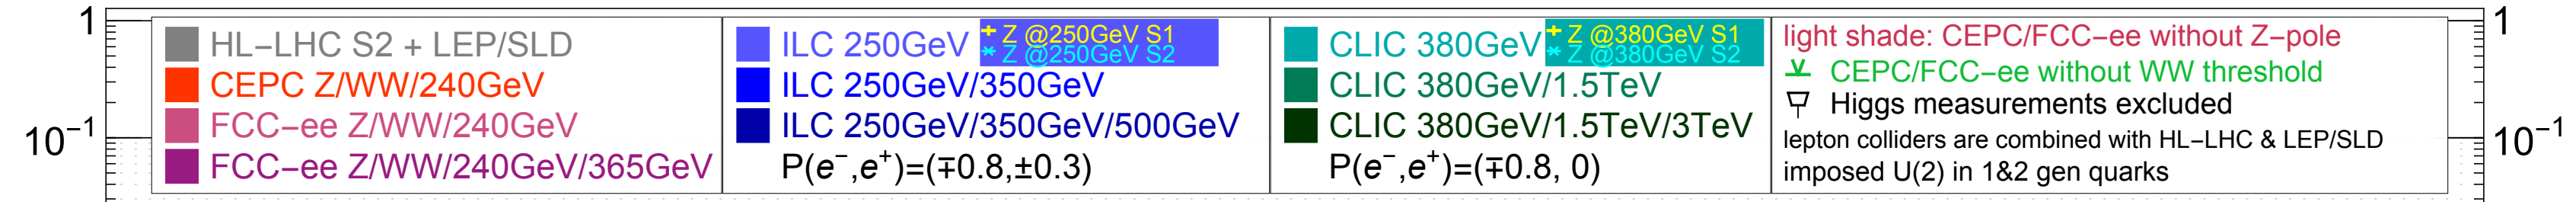 1
10⁻¹
HL−LHC S2 + LEP/SLD
CEPC Z/WW/240GeV
FCC−ee Z/WW/240GeV
FCC−ee Z/WW/240GeV/365GeV
ILC 250GeV
+ Z @250GeV S1
* Z @250GeV S2
ILC 250GeV/350GeV
ILC 250GeV/350GeV/500GeV
P(e⁻,e⁺)=(∓0.8,±0.3)
CLIC 380GeV
+ Z @380GeV S1
* Z @380GeV S2
CLIC 380GeV/1.5TeV
CLIC 380GeV/1.5TeV/3TeV
P(e⁻,e⁺)=(∓0.8, 0)
light shade: CEPC/FCC−ee without Z−pole
CEPC/FCC−ee without WW threshold
Higgs measurements excluded
lepton colliders are combined with HL−LHC & LEP/SLD
imposed U(2) in 1&2 gen quarks
1
10⁻¹